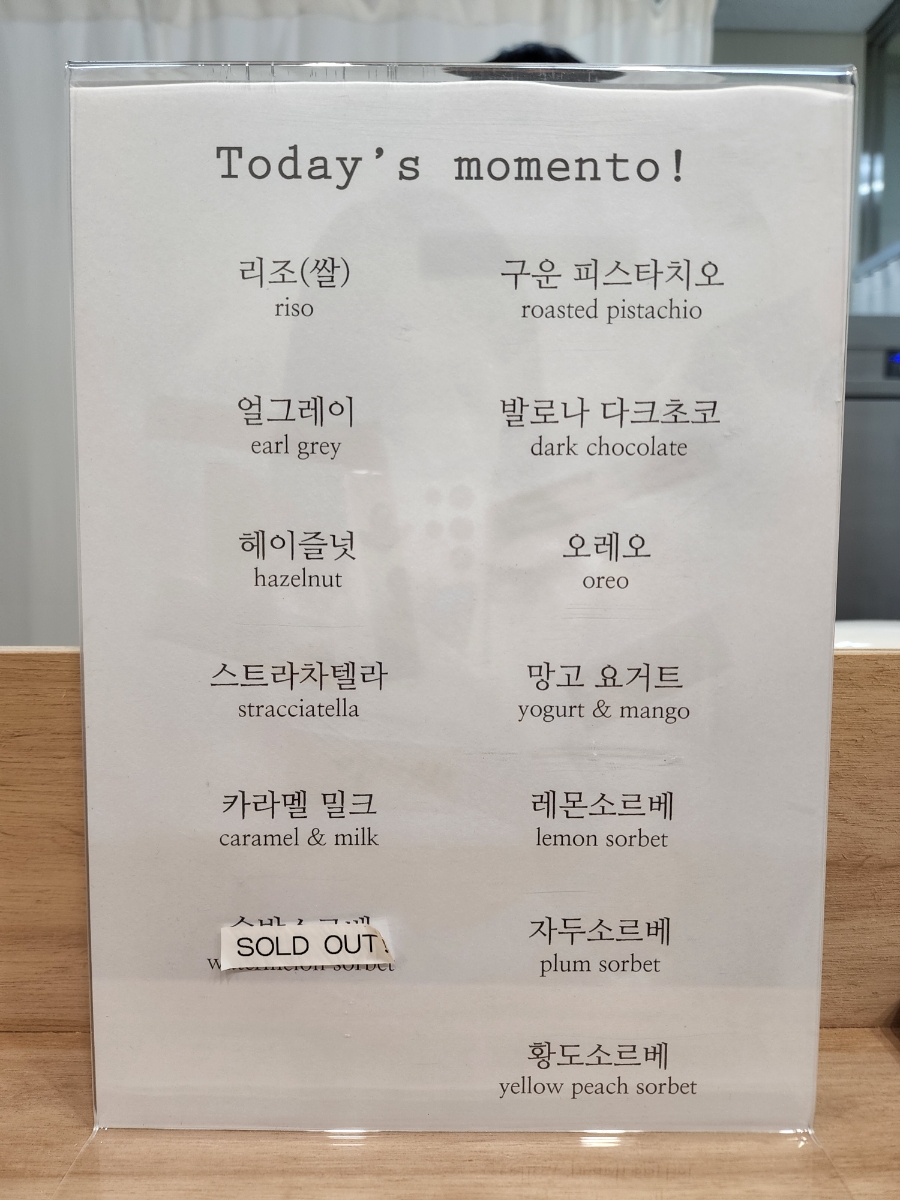 Today's momento!
리조(쌀)
riso
얼그레이
earl grey
헤이즐넛
hazelnut
스트라차텔라
stracciatella
카라멜 밀크
caramel & milk
SOLD OUT!
watermelon sorbet
구운 피스타치오
roasted pistachio
발로나 다크초코
dark chocolate
오레오
oreo
망고 요거트
yogurt & mango
레몬소르베
lemon sorbet
자두소르베
plum sorbet
황도소르베
yellow peach sorbet